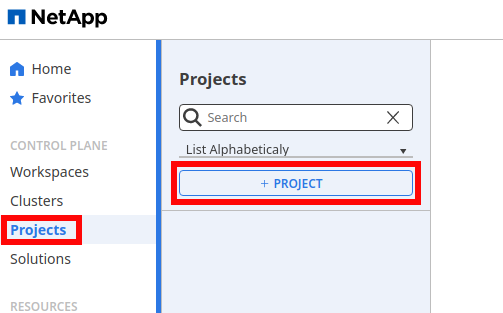 NetApp
Home
Favorites
CONTROL PLANE
Workspaces
Clusters
Projects
Solutions
RESOURCES
Projects
Search
List Alphabeticaly
+ PROJECT